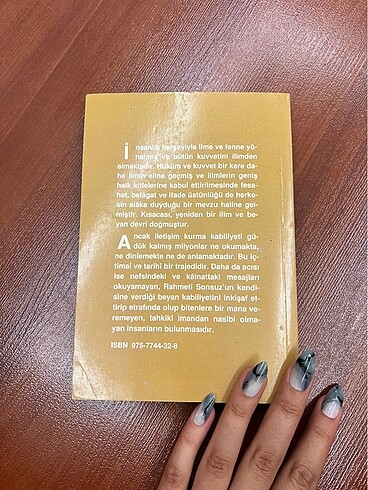 İnsanlık herşeyiyle ilme ve fenne yö-
nelmiş ve bütün kuvvetini ilimden
almaktadır. Hüküm ve kuvvet bir kere da-
ha ilmin eline geçmiş ve ilimlerin geniş
halk kitlelerine kabul ettirilmesinde fesa-
hat, belâgat ve ifade üstünlüğü de herke-
sin alâka duyduğu bir mevzu haline gel-
miştir. Kısacası, yeniden bir ilim ve be-
yan devri doğmuştur.
Ancak iletişim kurma kabiliyeti gü-
dük kalmış milyonlar ne okumakta,
ne dinlemekte ne de anlamaktadır. Bu iç-
timai ve tarihi bir trajedidir. Daha da acısı
ise nefsindeki ve kâinattaki mesajları
okuyamayan, Rahmeti Sonsuz'un kendi-
sine verdiği beyan kabiliyetini inkişaf et-
tirip etrafında olup bitenlere bir mana ve-
remeyen, tahkiki imandan nasibi olma-
yan insanların bulunmasıdır.
ISBN 975-7744-32-8